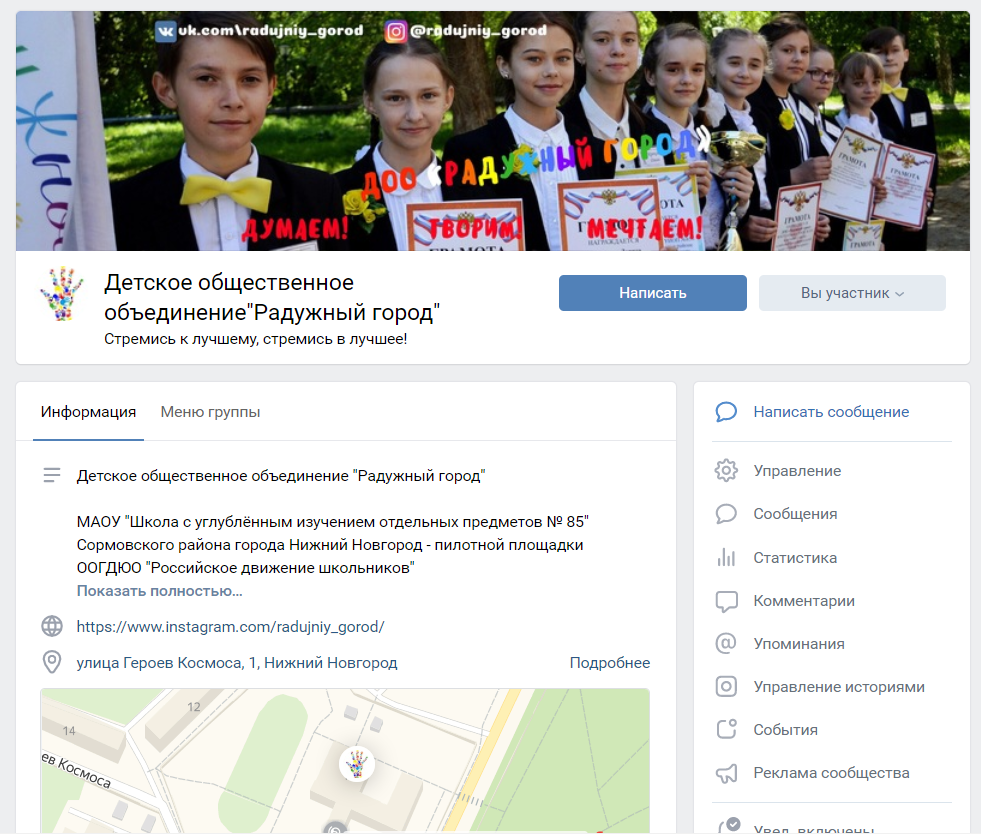 vk.com\radujniy_gorod
@radujniy_gorod
ДОО «РАДУЖНЫЙ ГОРОД»
ДУМАЕМ! ТВОРИМ! МЕЧТАЕМ!
ГРАМОТА
ГРАМОТА
ГРАМОТА
ГРАМОТА
ГРАМОТА
Детское общественное
объединение"Радужный город"
Стремись к лучшему, стремись в лучшее!
Написать
Вы участник
Информация
Меню группы
Детское общественное объединение "Радужный город"
МАОУ "Школа с углублённым изучением отдельных предметов № 85"
Сормовского района города Нижний Новгород - пилотной площадки
ООГДЮО "Российское движение школьников"
Показать полностью…
https://www.instagram.com/radujniy_gorod/
улица Героев Космоса, 1, Нижний Новгород
Подробнее
12
14
ев Космоса
Написать сообщение
Управление
Сообщения
Статистика
Комментарии
Упоминания
Управление историями
События
Реклама сообщества
Увед. включены